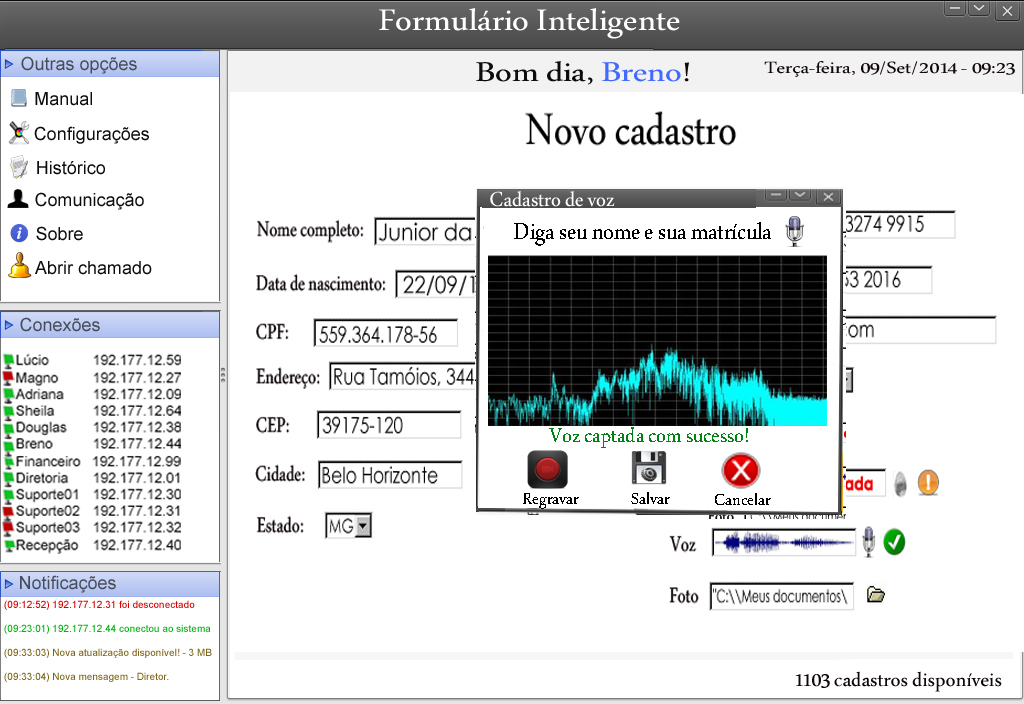 Formulário Inteligente
Outras opções
Manual
Configurações
Histórico
Comunicação
Sobre
Abrir chamado
Conexões
Lúcio 192.177.12.59
Magno 192.177.12.27
Adriana 192.177.12.09
Sheila 192.177.12.64
Douglas 192.177.12.38
Breno 192.177.12.44
Financeiro 192.177.12.99
Diretoria 192.177.12.01
Suporte01 192.177.12.30
Suporte02 192.177.12.31
Suporte03 192.177.12.32
Recepção 192.177.12.40
Notificações
(09:12:52) 192.177.12.31 foi desconectado
(09:23:01) 192.177.12.44 conectou ao sistema
(09:33:03) Nova atualização disponível! - 3 MB
(09:33:04) Nova mensagem - Diretor.
Bom dia, Breno!
Terça-feira, 09/Set/2014 - 09:23
Novo cadastro
Nome completo: Junior da
Data de nascimento: 22/09/1
CPF: 559.364.178-56
Endereço: Rua Tamóios, 344
CEP: 39175-120
Cidade: Belo Horizonte
Estado: MG
Cadastro de voz
Diga seu nome e sua matrícula
Voz captada com sucesso!
Regravar Salvar Cancelar
3274 9915
53 2016
om
ada
Voz
Foto "C:\\Meus documentos\
1103 cadastros disponíveis